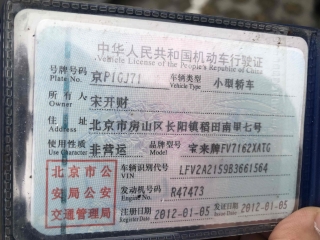 中华人民共和国机动车行驶证
Vehicle License of the People's Republic of China
号牌号码 京PIGJ71 车辆类型 小型轿车
Plate No. Vehicle Type
所有人 宋开财
Owner
住址 北京市房山区长阳镇稻田南里七号
Address
使用性质 非营运 品牌型号 宝来牌FV7162XATG
Use Character Model
北京市公安局公安交通管理局
车辆识别代号 LFV2A2159B3661564
VIN
发动机号码 R47473
Engine No.
注册日期 2012-01-05 发证日期 2012-01-05
Register Date Issue Date